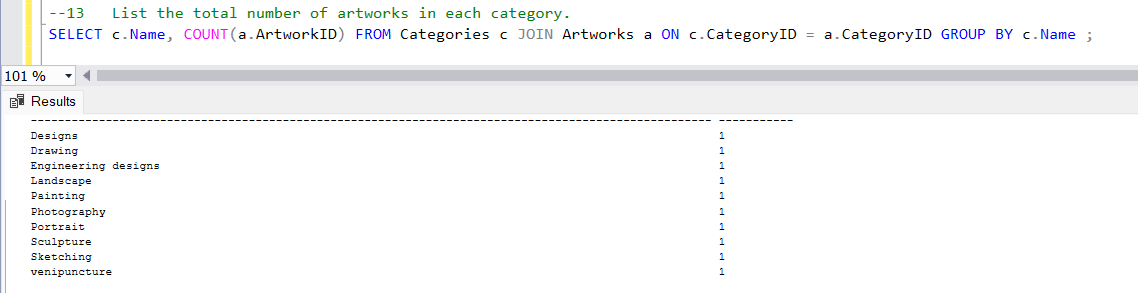 --13   List the total number of artworks in each category.
SELECT c.Name, COUNT(a.ArtworkID) FROM Categories c JOIN Artworks a ON c.CategoryID = a.CategoryID GROUP BY c.Name ;
101 %
Results
---------------------------------------------------------------------------------------------------- -----------
Designs 1
Drawing 1
Engineering designs 1
Landscape 1
Painting 1
Photography 1
Portrait 1
Sculpture 1
Sketching 1
venipuncture 1